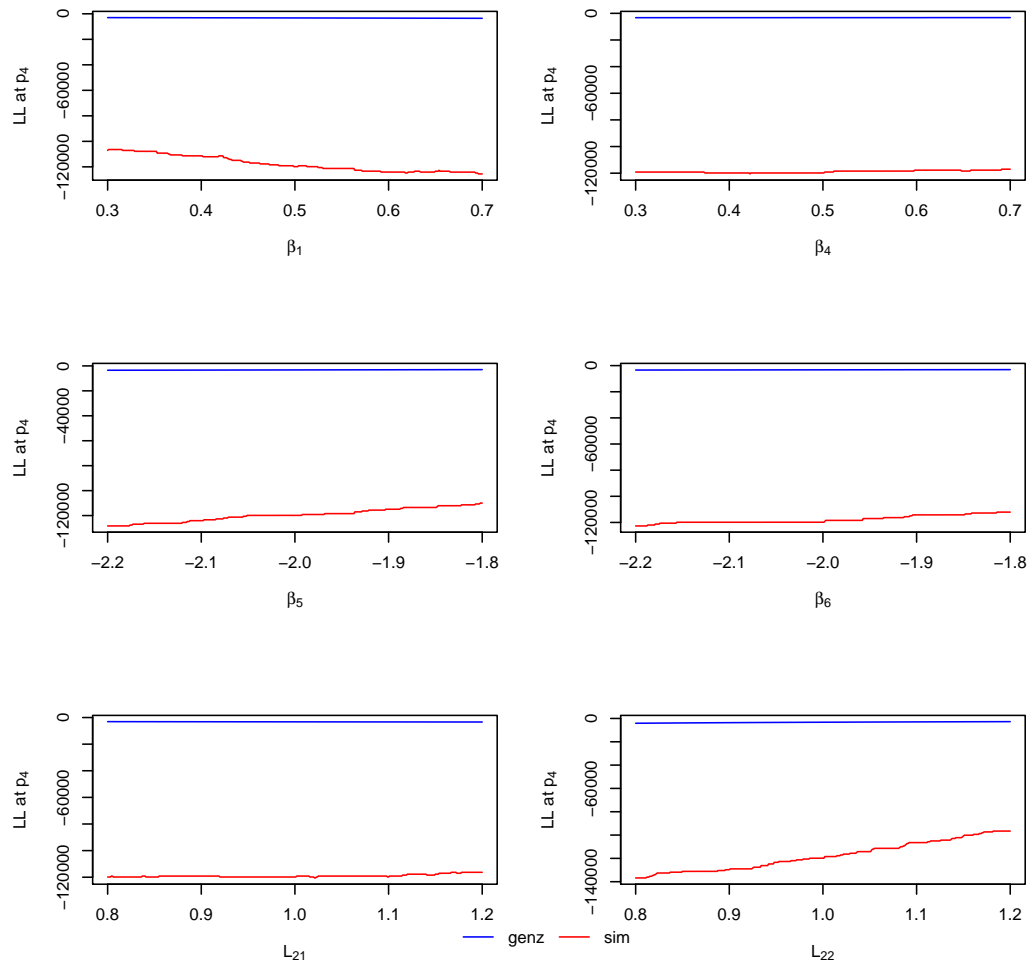 LL at p4
0
−60000
−120000
0.3 0.4 0.5 0.6 0.7
β1
LL at p4
0
−60000
−120000
0.3 0.4 0.5 0.6 0.7
β4
LL at p4
0
−40000
−120000
−2.2 −2.1 −2.0 −1.9 −1.8
β5
LL at p4
0
−60000
−120000
−2.2 −2.1 −2.0 −1.9 −1.8
β6
LL at p4
0
−60000
−120000
0.8 0.9 1.0 1.1 1.2
L21
LL at p4
0
−60000
−140000
0.8 0.9 1.0 1.1 1.2
L22
genz sim